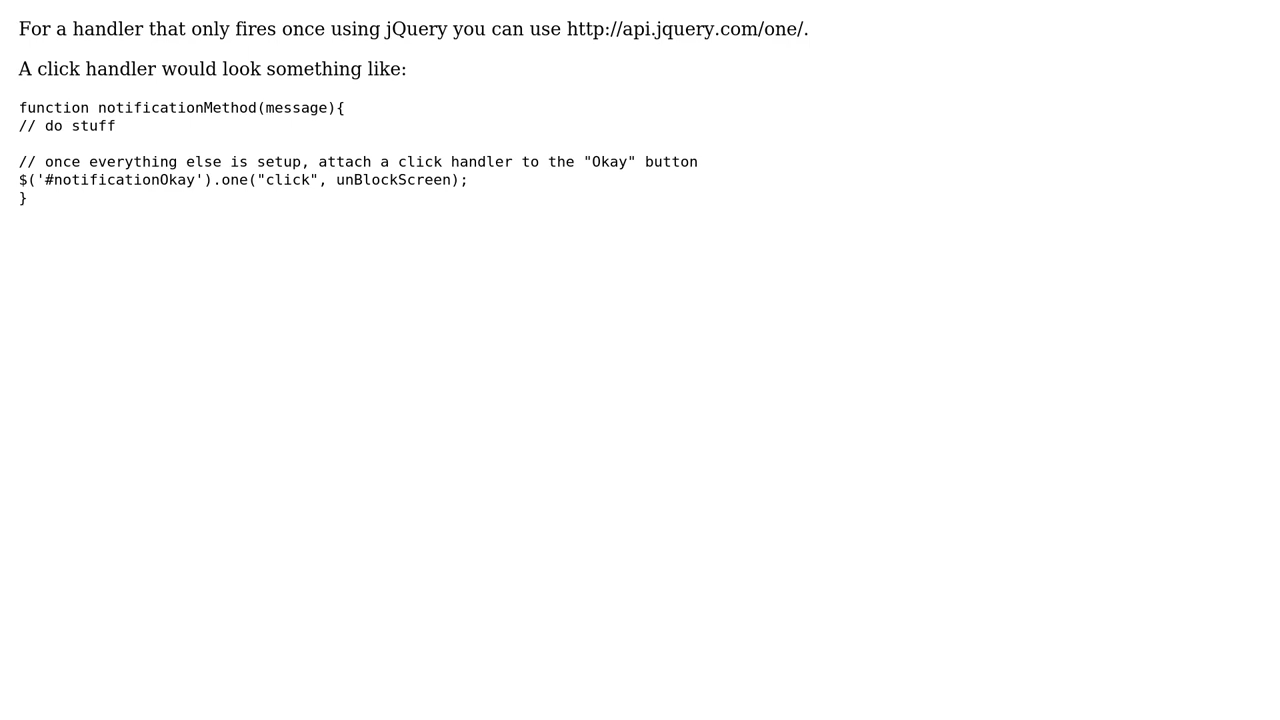 For a handler that only fires once using jQuery you can use http://api.jquery.com/one/.
A click handler would look something like:
function notificationMethod(message){
// do stuff
// once everything else is setup, attach a click handler to the "Okay" button
$('#notificationOkay').one("click", unBlockScreen);
}